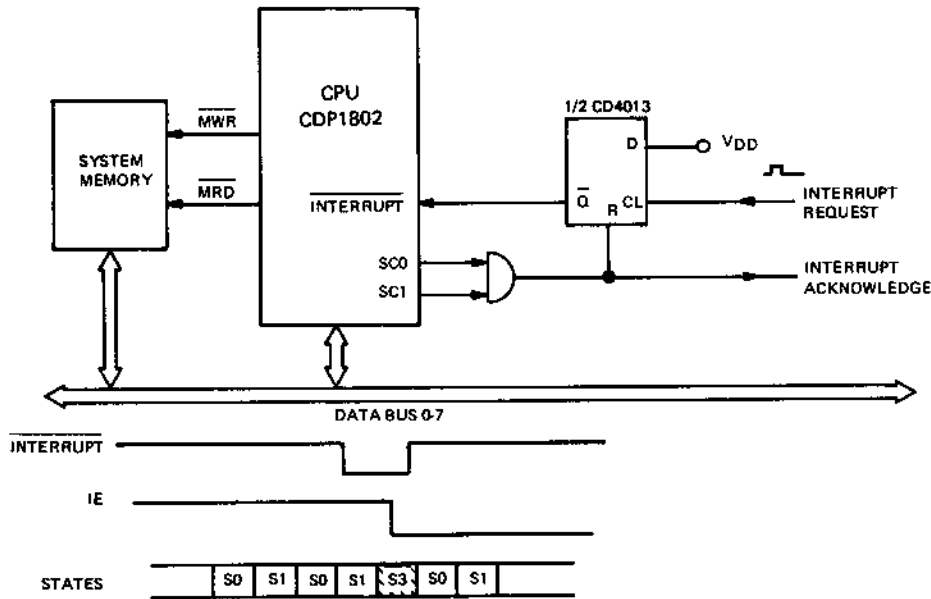 CPU
CDP1802
1/2 CD4013
SYSTEM
MEMORY
MWR
MRD
INTERRUPT
D
VDD
Q
R
CL
INTERRUPT
REQUEST
SC0
SC1
INTERRUPT
ACKNOWLEDGE
DATA BUS 0-7
INTERRUPT
IE
STATES
S0 S1 S0 S1 S3 S0 S1